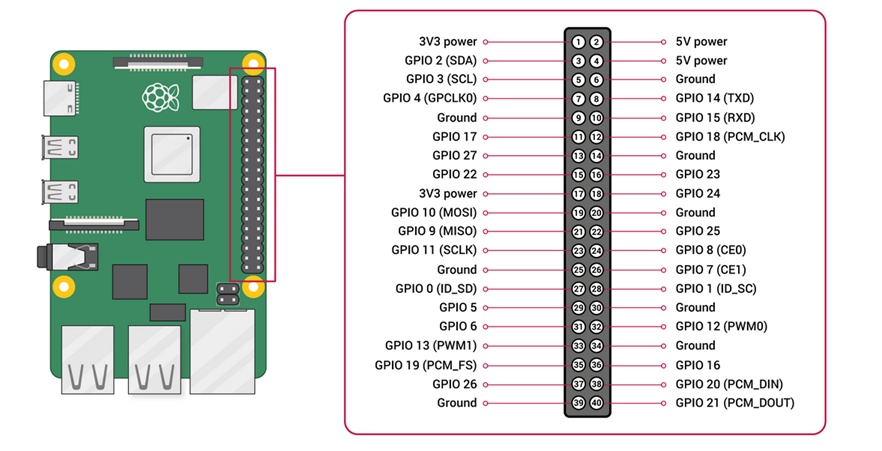 3V3 power 1 2 5V power
GPIO 2 (SDA) 3 4 5V power
GPIO 3 (SCL) 5 6 Ground
GPIO 4 (GPCLK0) 7 8 GPIO 14 (TXD)
Ground 9 10 GPIO 15 (RXD)
GPIO 17 11 12 GPIO 18 (PCM_CLK)
GPIO 27 13 14 Ground
GPIO 22 15 16 GPIO 23
3V3 power 17 18 GPIO 24
GPIO 10 (MOSI) 19 20 Ground
GPIO 9 (MISO) 21 22 GPIO 25
GPIO 11 (SCLK) 23 24 GPIO 8 (CE0)
Ground 25 26 GPIO 7 (CE1)
GPIO 0 (ID_SD) 27 28 GPIO 1 (ID_SC)
GPIO 5 29 30 Ground
GPIO 6 31 32 GPIO 12 (PWM0)
GPIO 13 (PWM1) 33 34 Ground
GPIO 19 (PCM_FS) 35 36 GPIO 16
GPIO 26 37 38 GPIO 20 (PCM_DIN)
Ground 39 40 GPIO 21 (PCM_DOUT)